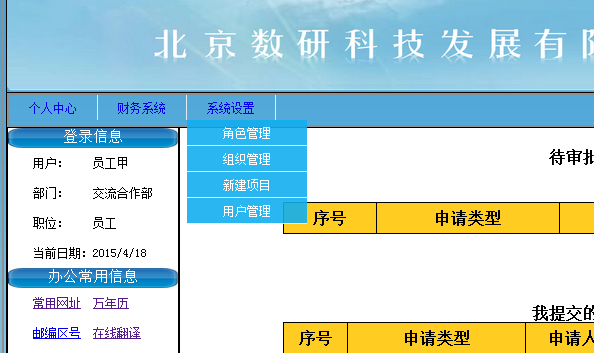 北京数研科技发展有
个人中心 财务系统 系统设置
角色管理
组织管理
新建项目
用户管理
登录信息
用户： 员工甲
部门： 交流合作部
职位： 员工
当前日期：2015/4/18
办公常用信息
常用网址 万年历
邮编区号 在线翻译
待审批
序号 申请类型
我提交的
序号 申请类型 申请人